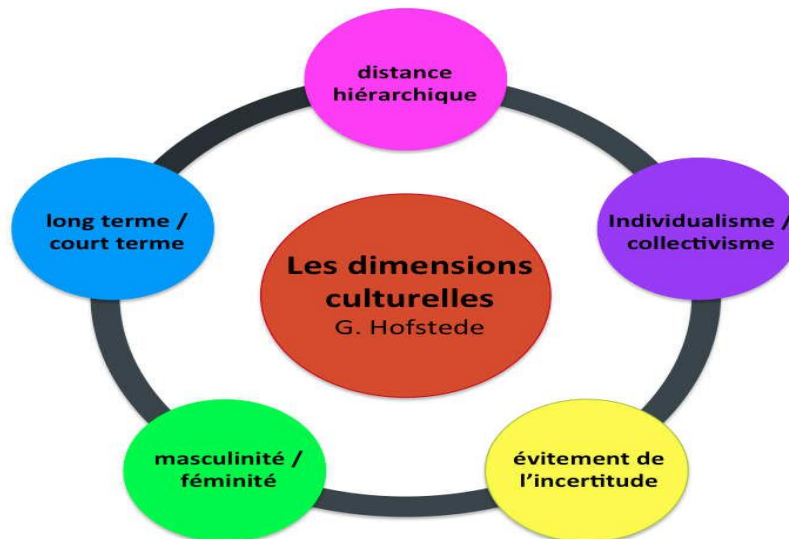 distance
hiérarchique
long terme /
court terme
Individualisme /
collectivisme
Les dimensions
culturelles
G. Hofstede
masculinité /
féminité
évitement de
l'incertitude